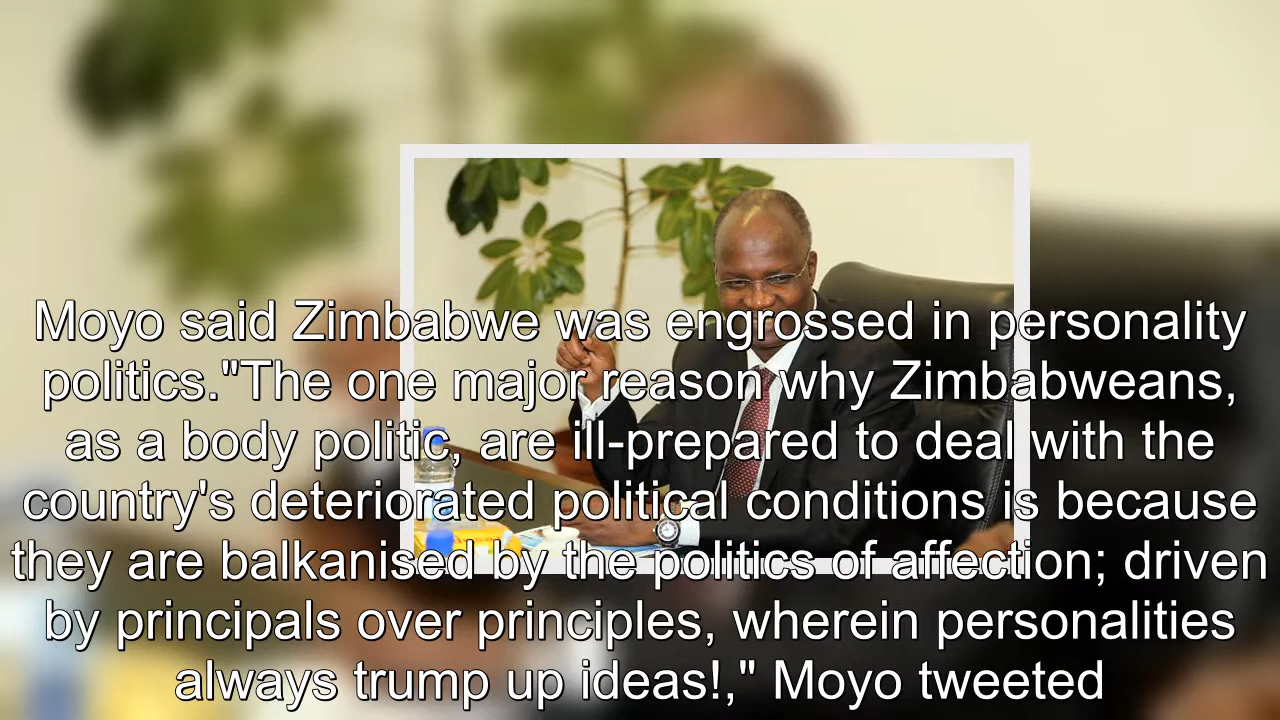 Moyo said Zimbabwe was engrossed in personality
politics."The one major reason why Zimbabweans,
as a body politic, are ill-prepared to deal with the
country's deteriorated political conditions is because
they are balkanised by the politics of affection; driven
by principals over principles, wherein personalities
always trump up ideas!," Moyo tweeted